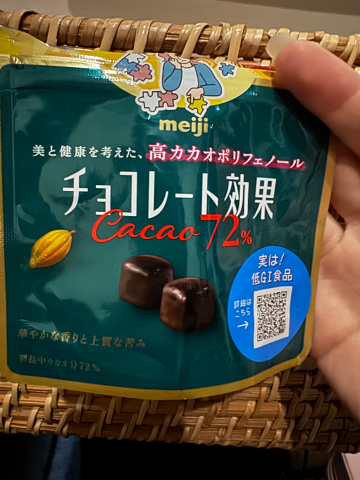 meiji
美と健康を考えた、高カカオポリフェノール
チョコレート効果
Cacao 72%
実は!
低GI食品
詳細は
こちら
→
華やかな香りと上質な苦み
製品中カカオ分72%